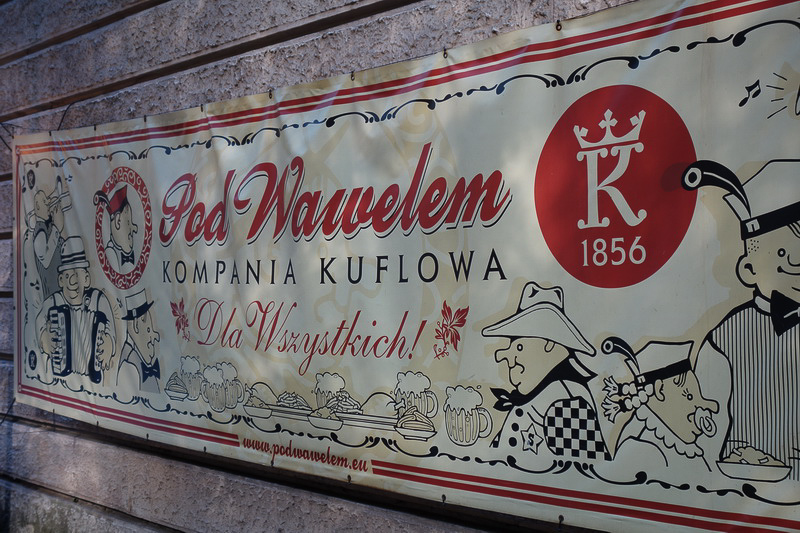 Pod Wawelem
KOMPANIA KUFLOWA
Dla Wszystkich!
K
1856
www.podwawelem.eu